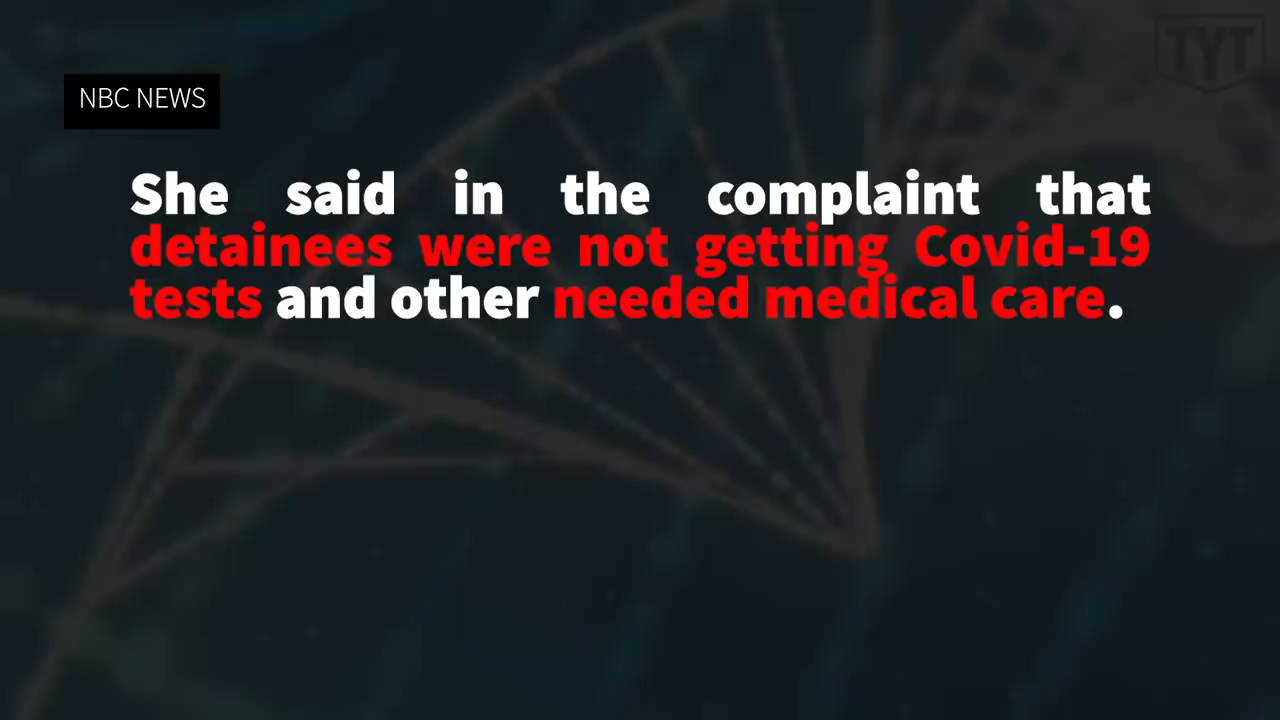 TYT
NBC NEWS
She said in the complaint that
detainees were not getting Covid-19
tests and other needed medical care.